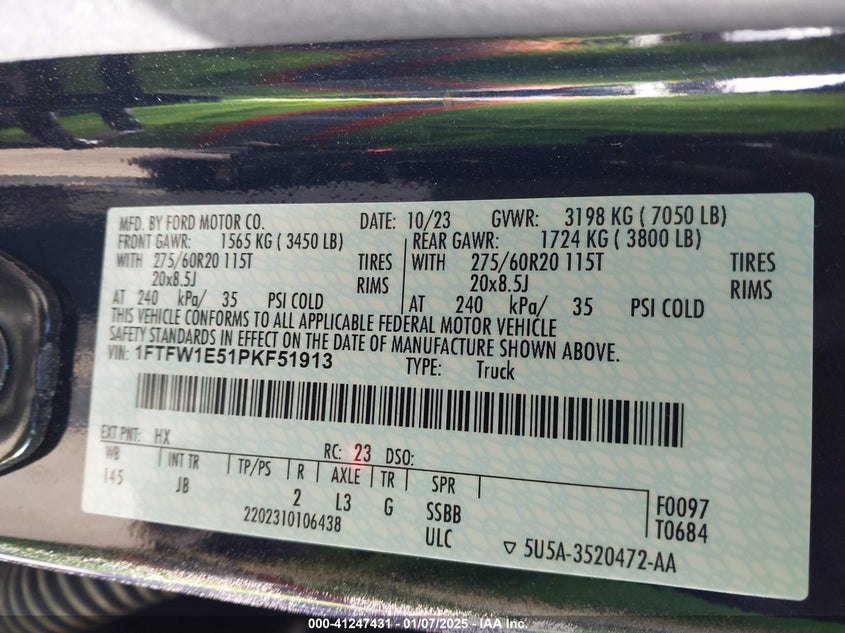 MFD. BY FORD MOTOR CO. DATE: 10/23 GVWR: 3198 KG ( 7050 LB)
FRONT GAWR: 1565 KG ( 3450 LB) REAR GAWR: 1724 KG ( 3800 LB)
WITH 275/60R20 115T TIRES WITH 275/60R20 115T TIRES
20x8.5J RIMS 20x8.5J RIMS
AT 240 kPa/ 35 PSI COLD AT 240 kPa/ 35 PSI COLD
THIS VEHICLE CONFORMS TO ALL APPLICABLE FEDERAL MOTOR VEHICLE
SAFETY STANDARDS IN EFFECT ON THE DATE OF MANUFACTURE SHOWN ABOVE.
VIN: 1FTFW1E51PKF51913 TYPE: Truck
EXT PNT: HX RC: 23 DSO:
WB INT TR TP/PS R AXLE TR SPR
145 JB 2 L3 G SSBB F0097
2202310106438 ULC T0684
5U5A-3520472-AA
000-41247431 - 01/07/2025 - IAA Inc.